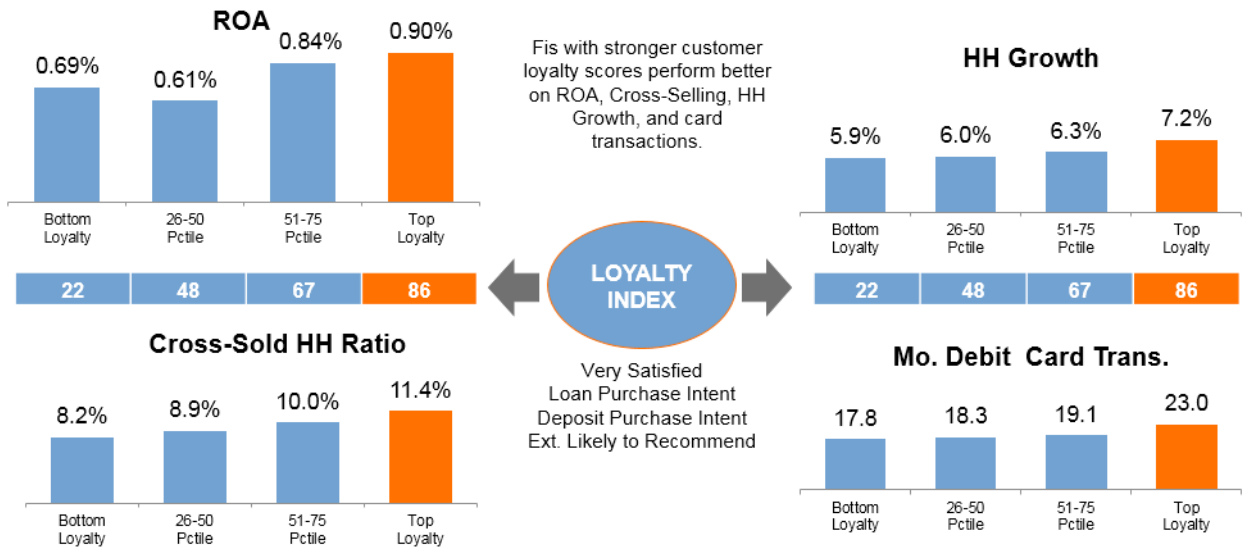 ROA
0.69%
0.61%
0.84%
0.90%
Bottom
Loyalty
26-50
Pctile
51-75
Pctile
Top
Loyalty
22 48 67 86
Cross-Sold HH Ratio
8.2%
8.9%
10.0%
11.4%
Bottom
Loyalty
26-50
Pctile
51-75
Pctile
Top
Loyalty
Fis with stronger customer
loyalty scores perform better
on ROA, Cross-Selling, HH
Growth, and card
transactions.
LOYALTY
INDEX
Very Satisfied
Loan Purchase Intent
Deposit Purchase Intent
Ext. Likely to Recommend
HH Growth
5.9%
6.0%
6.3%
7.2%
Bottom
Loyalty
26-50
Pctile
51-75
Pctile
Top
Loyalty
22 48 67 86
Mo. Debit Card Trans.
17.8
18.3
19.1
23.0
Bottom
Loyalty
26-50
Pctile
51-75
Pctile
Top
Loyalty